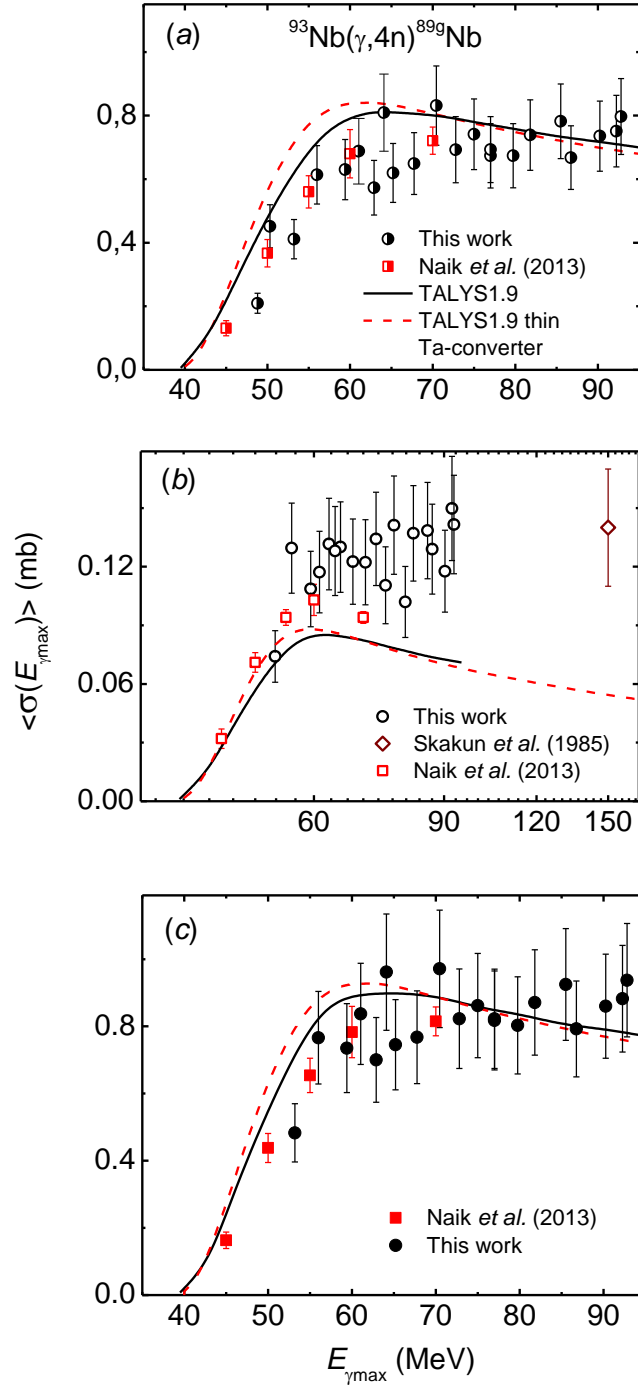 (a)
⁹³Nb(γ,4n)⁸⁹ᵍNb
0,8
0,4
0,0
This work
Naik et al. (2013)
TALYS1.9
TALYS1.9 thin
Ta-converter
40 50 60 70 80 90
(b)
<σ(Eγmax)> (mb)
0.12
0.06
0.00
This work
Skakun et al. (1985)
Naik et al. (2013)
60 90 120 150
(c)
0.8
0.4
0.0
Naik et al. (2013)
This work
40 50 60 70 80 90
Eγmax (MeV)